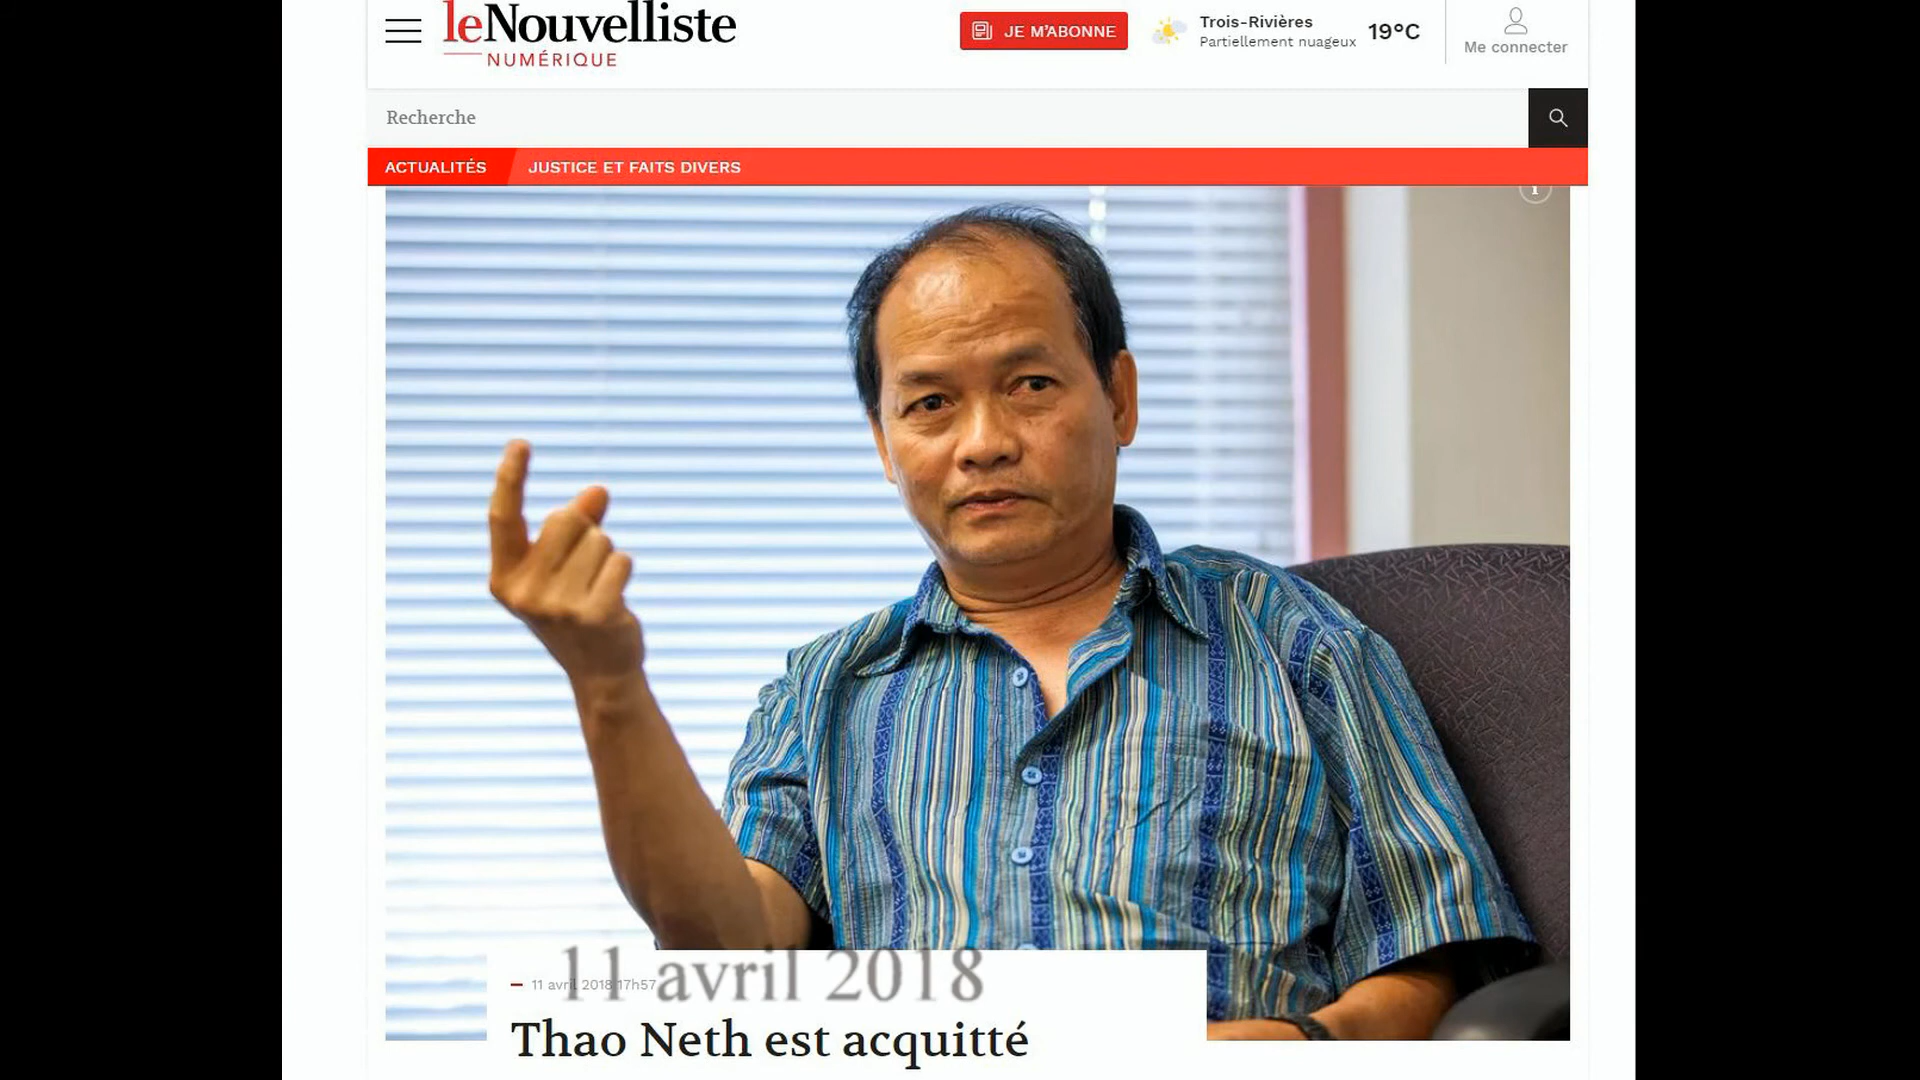 leNouvelliste
NUMÉRIQUE
JE M'ABONNE
Trois-Rivières
Partiellement nuageux
19°C
Me connecter
Recherche
ACTUALITÉS
JUSTICE ET FAITS DIVERS
11 avril 2018 17h57
11 avril 2018
Thao Neth est acquitté